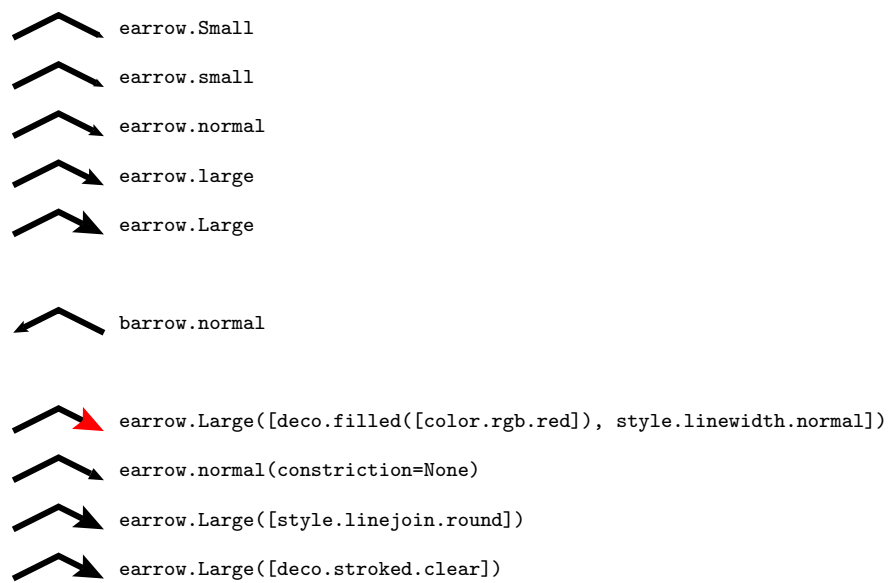 earrow.Small
earrow.small
earrow.normal
earrow.large
earrow.Large
barrow.normal
earrow.Large([deco.filled([color.rgb.red]), style.linewidth.normal])
earrow.normal(constriction=None)
earrow.Large([style.linejoin.round])
earrow.Large([deco.stroked.clear])